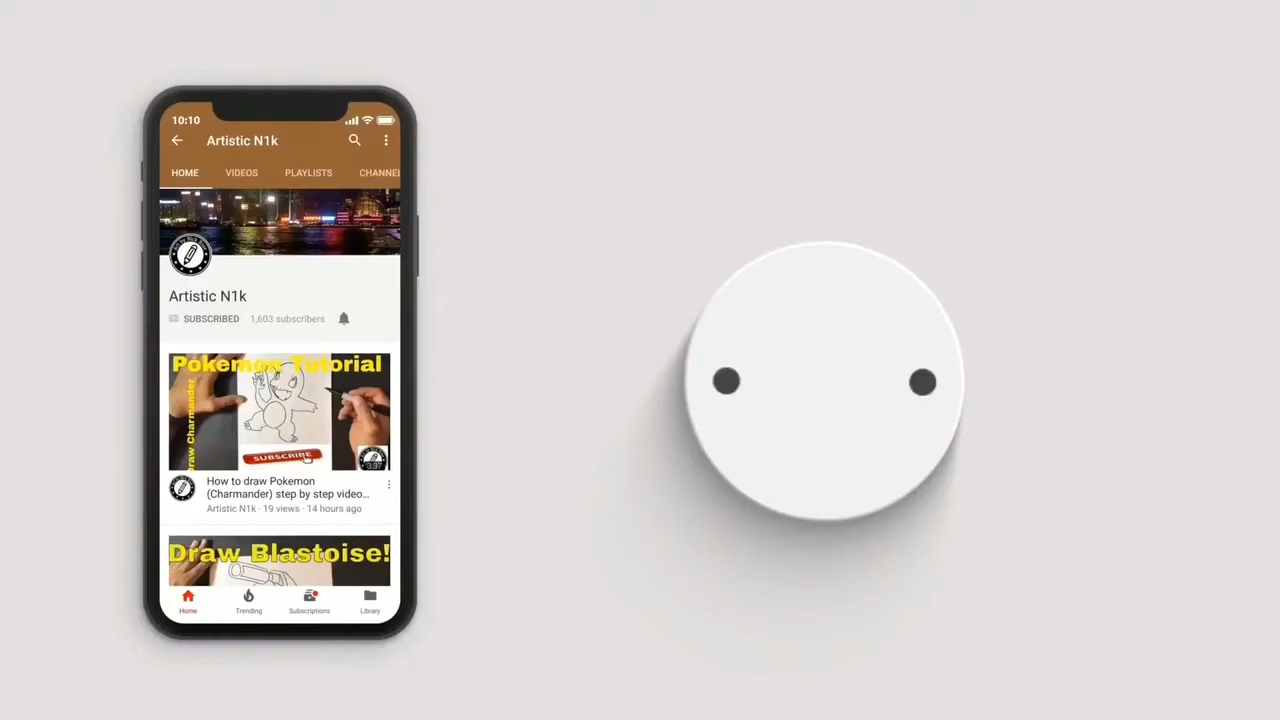 10:10
Artistic N1k
HOME VIDEOS PLAYLISTS CHANNEL
Artistic N1k
SUBSCRIBED 1,603 subscribers
Pokemon Tutorial
Draw Charmander
SUBSCRIBE
3:37
How to draw Pokemon
(Charmander) step by step video...
Artistic N1k · 19 views · 14 hours ago
Draw Blastoise!
Home Trending Subscriptions Library